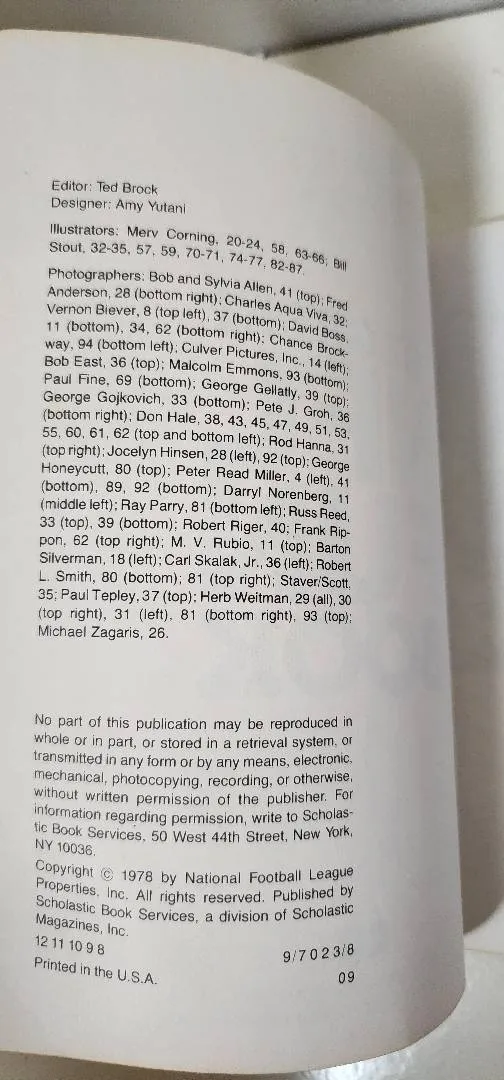 Editor: Ted Brock
Designer: Amy Yutani
Illustrators: Merv Corning, 20-24, 58, 63-66; Bill
Stout, 32-35, 57, 59, 70-71, 74-77, 82-87.
Photographers: Bob and Sylvia Allen, 41 (top); Fred
Anderson, 28 (bottom right); Charles Aqua Viva, 32;
Vernon Biever, 8 (top left), 37 (bottom); David Boss,
11 (bottom), 34, 62 (bottom right); Chance Brock-
way, 94 (bottom left); Culver Pictures, Inc., 14 (left);
Bob East, 36 (top); Malcolm Emmons, 93 (bottom);
Paul Fine, 69 (bottom); George Gellatly, 39 (top);
George Gojkovich, 33 (bottom); Pete J. Groh, 36
(bottom right); Don Hale, 38, 43, 45, 47, 49, 51, 53,
55, 60, 61, 62 (top and bottom left); Rod Hanna, 31
(top right); Jocelyn Hinsen, 28 (left), 92 (top); George
Honeycutt, 80 (top); Peter Read Miller, 4 (left), 41
(bottom), 89, 92 (bottom); Darryl Norenberg, 11
(middle left); Ray Parry, 81 (bottom left); Russ Reed,
33 (top), 39 (bottom); Robert Riger, 40; Frank Rip-
pon, 62 (top right); M. V. Rubio, 11 (top); Barton
Silverman, 18 (left); Carl Skalak, Jr., 36 (left); Robert
L. Smith, 80 (bottom); 81 (top right); Staver/Scott,
35; Paul Tepley, 37 (top); Herb Weitman, 29 (all), 30
(top right), 31 (left), 81 (bottom right), 93 (top);
Michael Zagaris, 26.
No part of this publication may be reproduced in
whole or in part, or stored in a retrieval system, or
transmitted in any form or by any means, electronic,
mechanical, photocopying, recording, or otherwise,
without written permission of the publisher. For
information regarding permission, write to Scholas-
tic Book Services, 50 West 44th Street, New York,
NY 10036.
Copyright © 1978 by National Football League
Properties, Inc. All rights reserved. Published by
Scholastic Book Services, a division of Scholastic
Magazines, Inc.
12 11 10 9 8 9/7 0 2 3/8
Printed in the U.S.A. 09